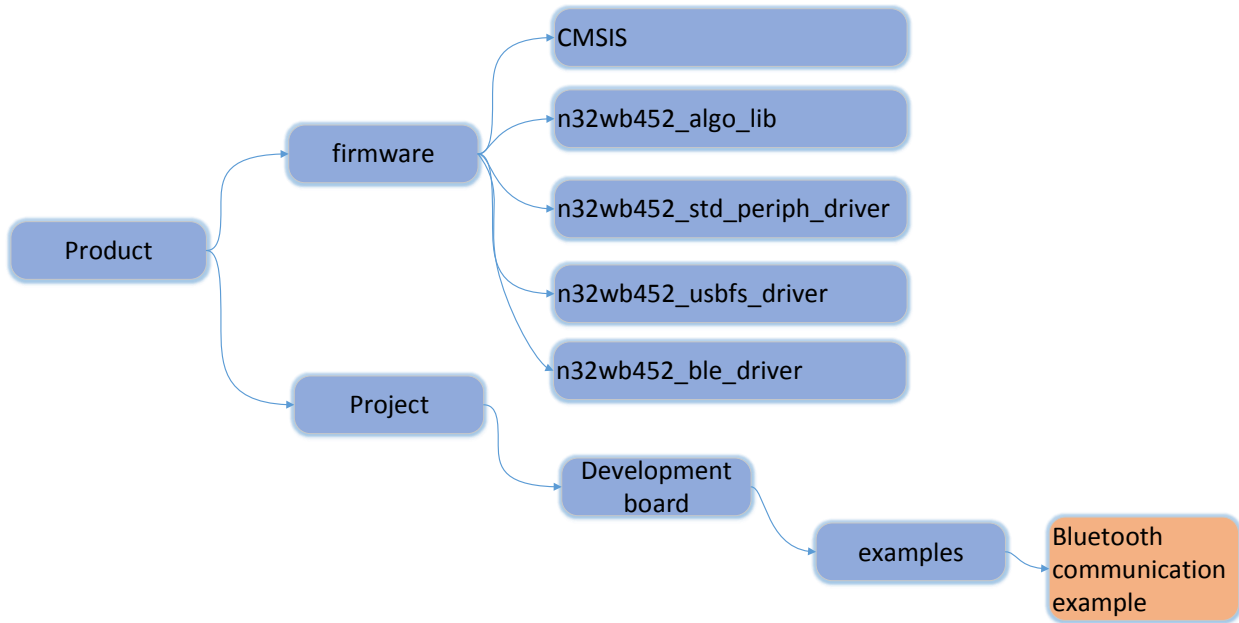 CMSIS
n32wb452_algo_lib
firmware
n32wb452_std_periph_driver
Product
n32wb452_usbfs_driver
n32wb452_ble_driver
Project
Development
board
examples
Bluetooth
communication
example